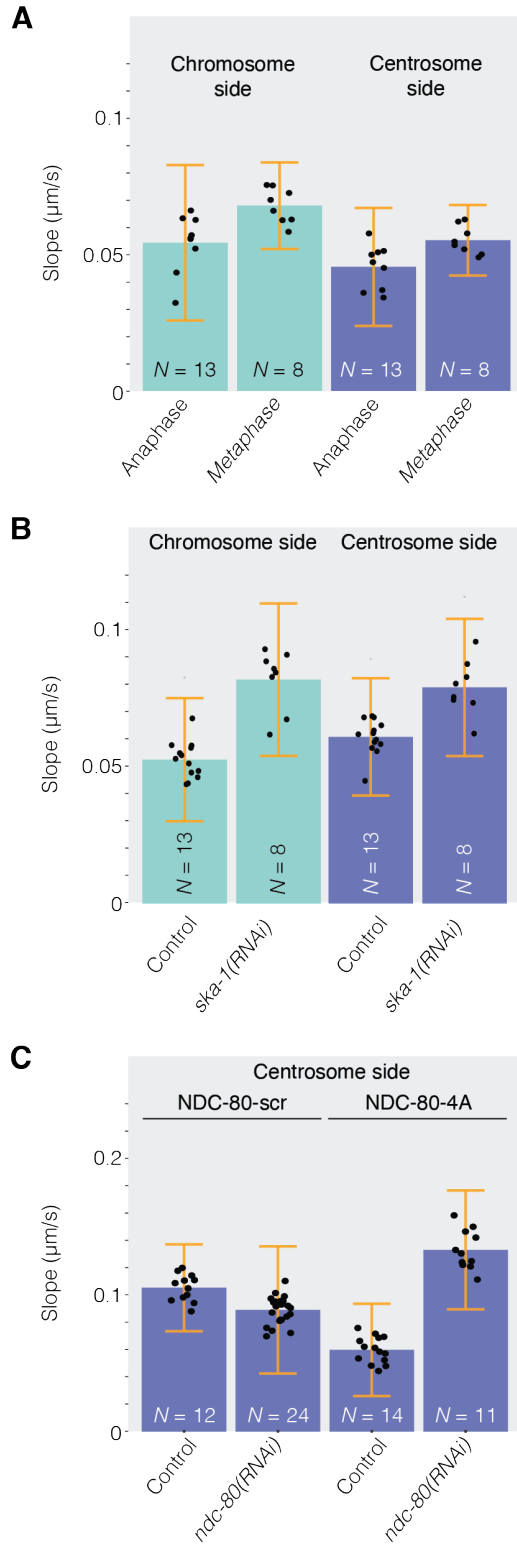 A
Chromosome
side
Centrosome
side
Slope (µm/s)
0.1
0.05
0
N = 13
N = 8
N = 13
N = 8
Anaphase
Metaphase
Anaphase
Metaphase
B
Chromosome side
Centrosome side
Slope (µm/s)
0.1
0.05
0
N = 13
N = 8
N = 13
N = 8
Control
ska-1(RNAi)
Control
ska-1(RNAi)
C
Centrosome side
NDC-80-scr
NDC-80-4A
Slope (µm/s)
0.2
0.1
0
N = 12
N = 24
N = 14
N = 11
Control
ndc-80(RNAi)
Control
ndc-80(RNAi)